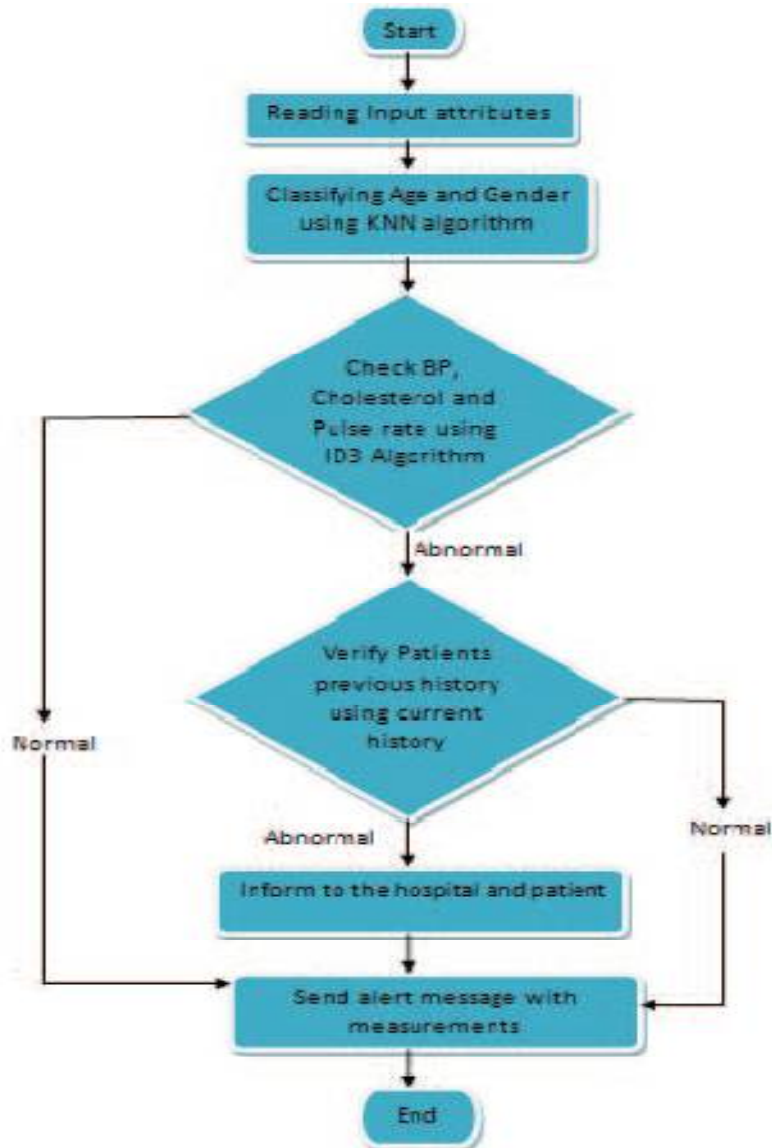 Start
Reading Input attributes
Classifying Age and Gender
using KNN algorithm
Check BP,
Cholesterol and
Pulse rate using
ID3 Algorithm
Abnormal
Verify Patients
previous history
using current
history
Normal
Normal
Abnormal
Inform to the hospital and patient
Send alert message with
measurements
End